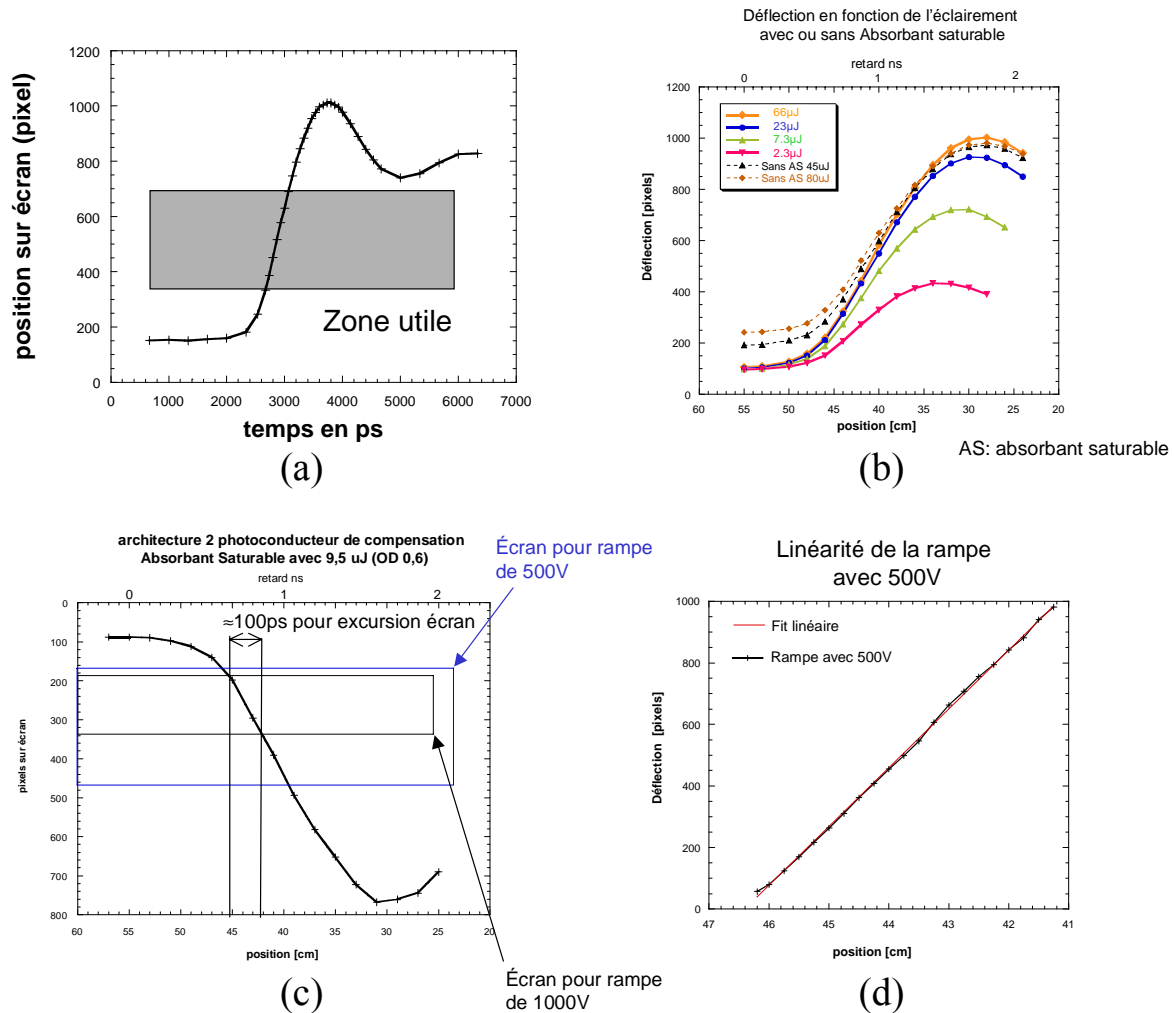 1200
1000
800
600
400
200
0
0 1000 2000 3000 4000 5000 6000 7000
position sur écran (pixel)
temps en ps
Zone utile
(a)
Déflection en fonction de l'éclairement
avec ou sans Absorbant saturable
retard ns
0 1 2
66µJ
23µJ
7.3µJ
2.3µJ
Sans AS 45uJ
Sans AS 80uJ
1200
1000
800
600
400
200
0
Déflection [pixels]
60 55 50 45 40 35 30 24 20
position [cm]
AS: absorbant saturable
(b)
architecture 2 photoconducteur de compensation
Absorbant Saturable avec 9,5 uJ (OD 0,6)
retard ns
0 1 2
Écran pour rampe
de 500V
≈100ps pour excursion écran
0
100
200
300
400
500
600
700
800
pixels sur écran
60 55 50 45 40 35 30 25 20
position [cm]
Écran pour rampe
de 1000V
(c)
Linéarité de la rampe
avec 500V
Fit linéaire
Rampe avec 500V
1000
800
600
400
200
0
Déflection [pixels]
47 46 45 44 43 42 41
position [cm]
(d)